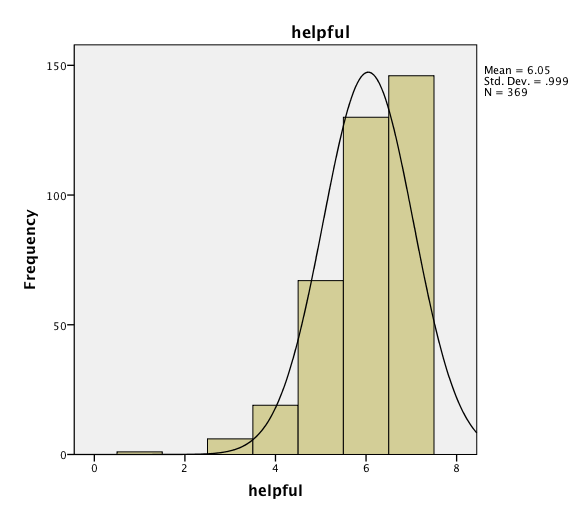 helpful
Mean = 6.05
Std. Dev. = .999
N = 369
Frequency
150
100
50
0
0 2 4 6 8
helpful